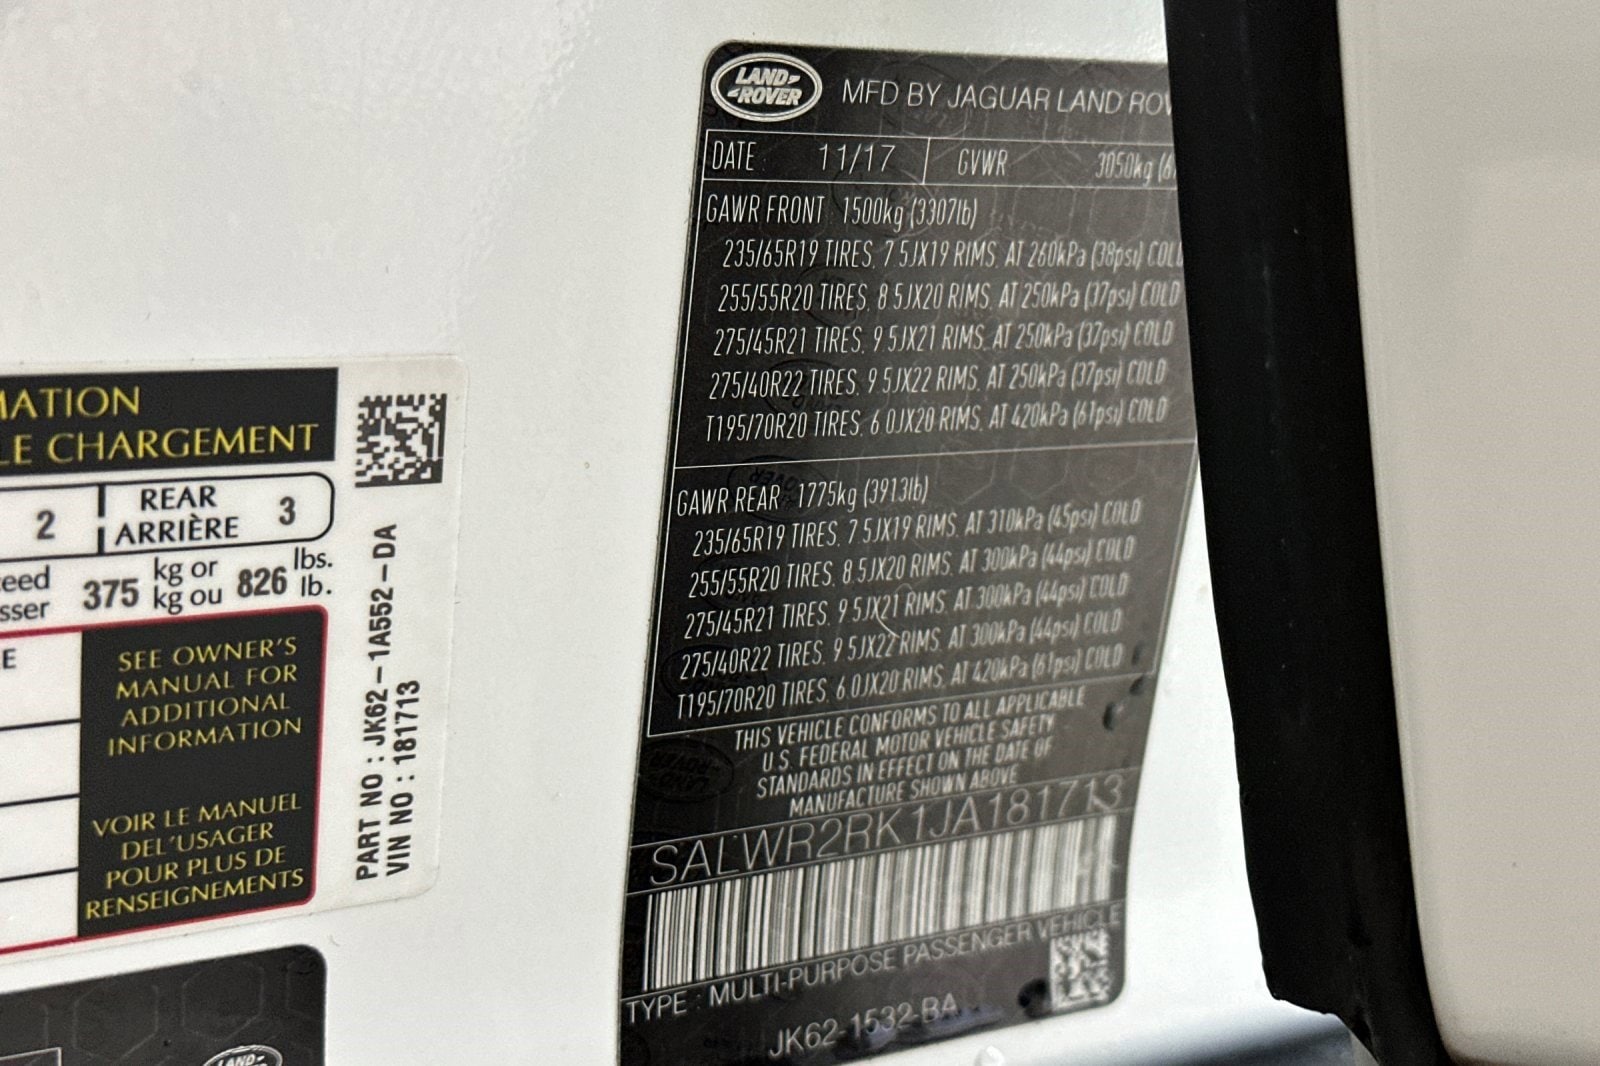 MATION
LE CHARGEMENT
2 REAR ARRIÈRE 3
eed
sser
375 kg or
kg ou
826 lbs.
lb.
E
SEE OWNER'S
MANUAL FOR
ADDITIONAL
INFORMATION
VOIR LE MANUEL
DEL'USAGER
POUR PLUS DE
RENSEIGNEMENTS
PART NO : JK62-1A552-DA
VIN NO : 181713
LAND-
-ROVER
MFD BY JAGUAR LAND ROV
DATE: 11/17 GVWR 3050kg (6
GAWR FRONT 1500kg (3307lb)
235/65R19 TIRES, 7.5JX19 RIMS, AT 260kPa (38psi) COL
255/55R20 TIRES, 8.5JX20 RIMS, AT 250kPa (37psi) COLD
275/45R21 TIRES, 9.5JX21 RIMS, AT 250kPa (37psi) COLD
275/40R22 TIRES, 9.5JX22 RIMS, AT 250kPa (37psi) COLD
T195/70R20 TIRES, 6.0JX20 RIMS, AT 420kPa (61psi) COLD
GAWR REAR 1775kg (3913lb)
235/65R19 TIRES, 7.5JX19 RIMS, AT 310kPa (45psi) COLD
255/55R20 TIRES, 8.5JX20 RIMS, AT 300kPa (44psi) COLD
275/45R21 TIRES, 9.5JX21 RIMS, AT 300kPa (44psi) COLD
275/40R22 TIRES, 9.5JX22 RIMS, AT 300kPa (44psi) COLD
T195/70R20 TIRES, 6.0JX20 RIMS, AT 420kPa (61psi) COLD
THIS VEHICLE CONFORMS TO ALL APPLICABLE
U.S. FEDERAL MOTOR VEHICLE SAFETY
STANDARDS IN EFFECT ON THE DATE OF
MANUFACTURE SHOWN ABOVE
SALWR2RK1JA181713
TYPE : MULTI-PURPOSE PASSENGER VEHICLE
JK62-1532-BA
LAND-
ROVER